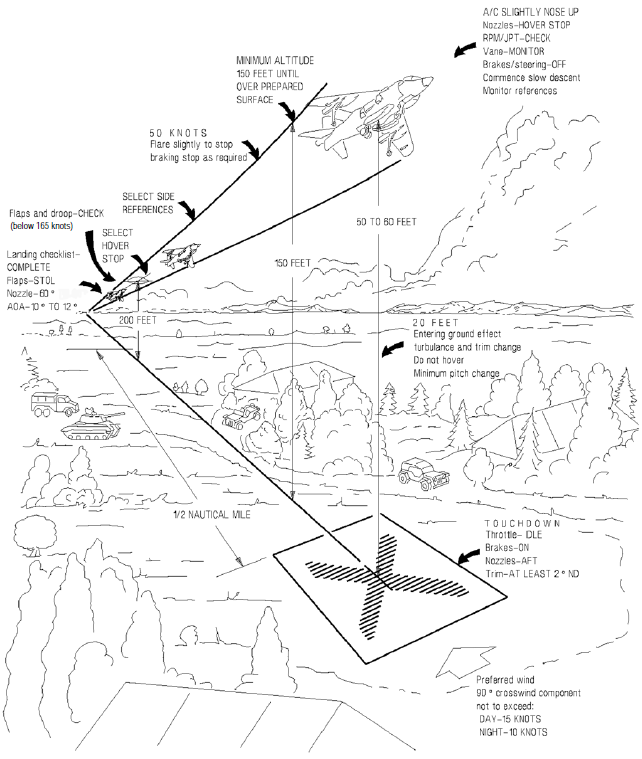 A/C SLIGHTLY NOSE UP
Nozzles-HOVER STOP
RPM/JPT-CHECK
Vane-MONITOR
Brakes/steering-OFF
Commence slow descent
Monitor references
MINIMUM ALTITUDE
150 FEET UNTIL
OVER PREPARED
SURFACE
50 KNOTS
Flare slightly to stop
braking stop as required
SELECT SIDE
REFERENCES
Flaps and droop-CHECK
(below 165 knots)
SELECT
HOVER
STOP
Landing checklist-
COMPLETE
Flaps-STOL
Nozzle-60°
AOA-10° TO 12°
50 TO 60 FEET
150 FEET
200 FEET
20 FEET
Entering ground effect
turbulance and trim change
Do not hover
Minimum pitch change
1/2 NAUTICAL MILE
TOUCHDOWN
Throttle- IDLE
Brakes-ON
Nozzles-AFT
Trim-AT LEAST 2° ND
Preferred wind
90° crosswind component
not to exceed:
DAY-15 KNOTS
NIGHT-10 KNOTS